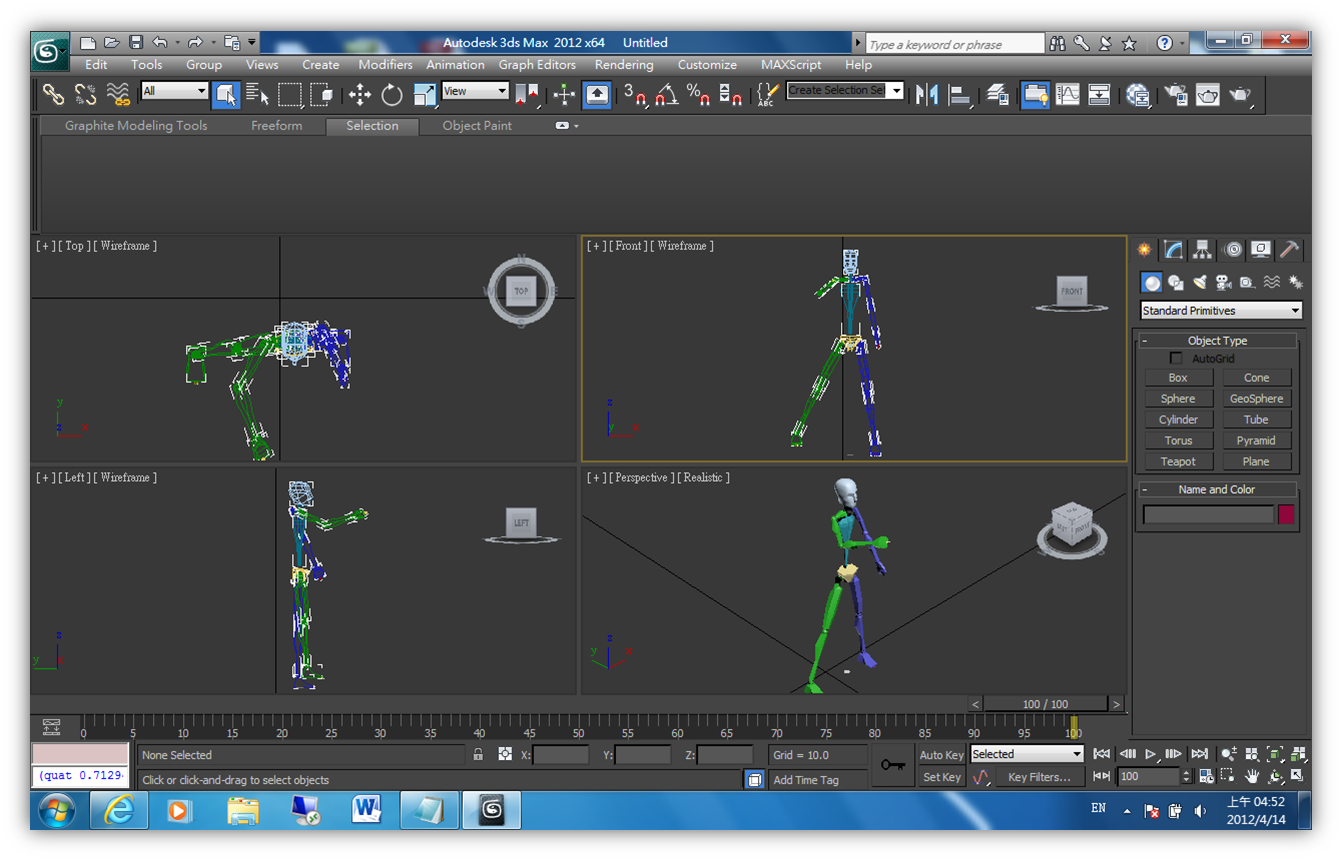 Autodesk 3ds Max 2012 x64 Untitled
Type a keyword or phrase
Edit Tools Group Views Create Modifiers Animation Graph Editors Rendering Customize MAXScript Help
All View 3 % ABC Create Selection Se
Graphite Modeling Tools Freeform Selection Object Paint
[ + ] [ Top ] [ Wireframe ]
N
W TOP E
S
y
z x
[ + ] [ Front ] [ Wireframe ]
FRONT
z
y x
Standard Primitives
- Object Type
AutoGrid
Box Cone
Sphere GeoSphere
Cylinder Tube
Torus Pyramid
Teapot Plane
- Name and Color
[ + ] [ Left ] [ Wireframe ]
LEFT
z
y x
[ + ] [ Perspective ] [ Realistic ]
z
y x
< 100 / 100 >
0 5 10 15 20 25 30 35 40 45 50 55 60 65 70 75 80 85 90 95 100
None Selected X: Y: Z: Grid = 10.0 Auto Key Selected
(quat 0.7129 Click or click-and-drag to select objects Add Time Tag Set Key Key Filters... 100
EN
上午 04:52
2012/4/14